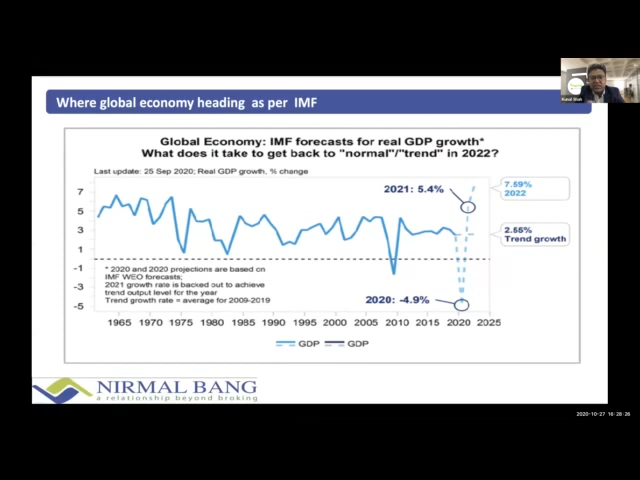 Where global economy heading as per IMF
Global Economy: IMF forecasts for real GDP growth*
What does it take to get back to "normal"/"trend" in 2022?
Last update: 25 Sep 2020; Real GDP growth, % change
7
5
3
1
-1
-3
-5
2021: 5.4%
7.59%
2022
2.55%
Trend growth
* 2020 and 2020 projections are based on
IMF WEO forecasts;
2021 growth rate is backed out to achieve
trend output level for the year
Trend growth rate = average for 2009-2019
2020: -4.9%
1965 1970 1975 1980 1985 1990 1995 2000 2005 2010 2015 2020 2025
GDP GDP
NIRMAL BANG
a relationship beyond broking
2020-10-27 16:28:26